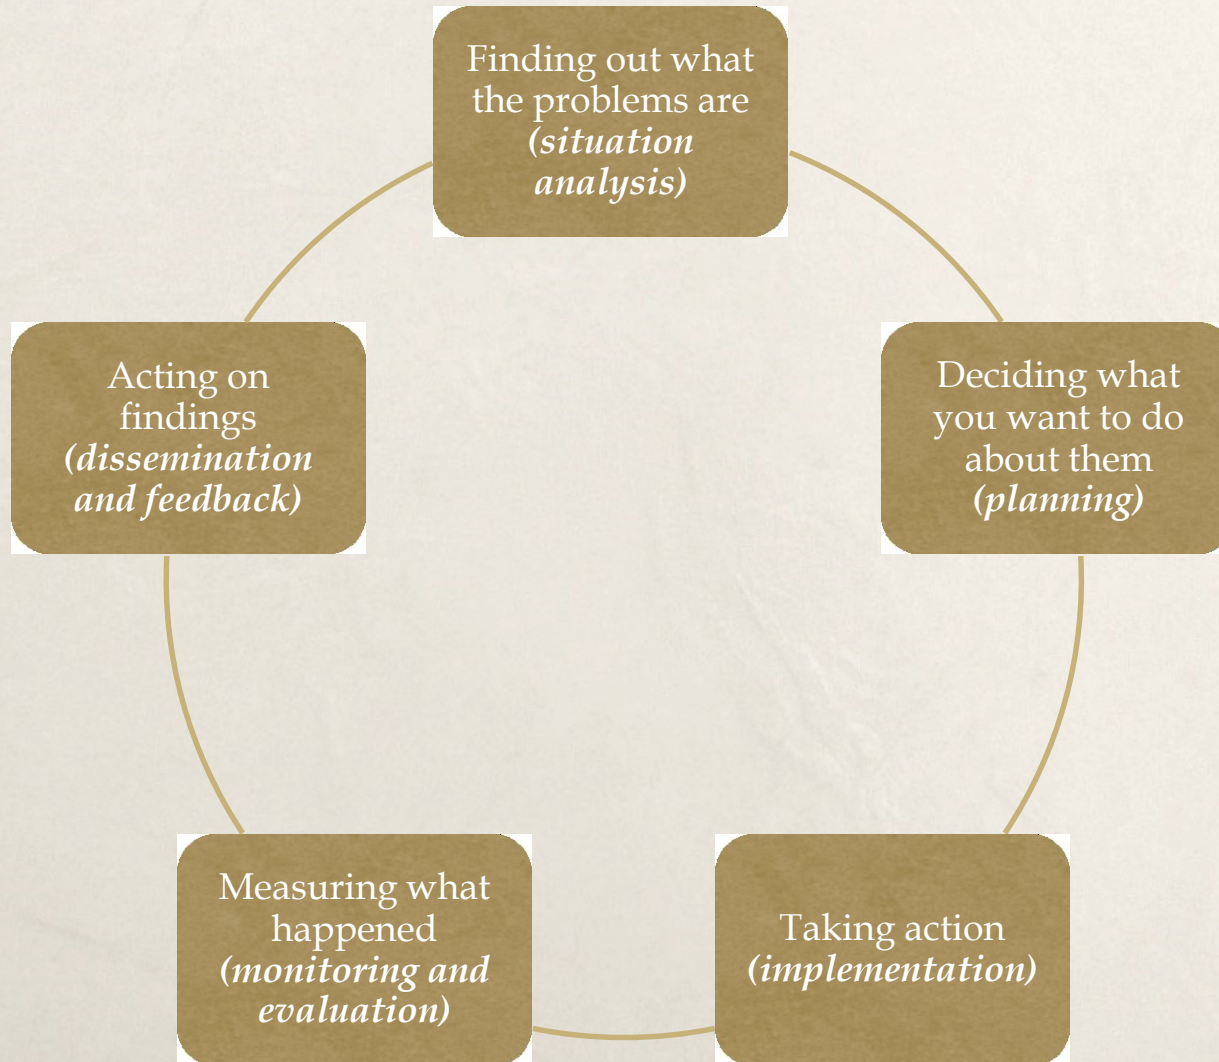 Finding out what
the problems are
(situation
analysis)
Deciding what
you want to do
about them
(planning)
Taking action
(implementation)
Measuring what
happened
(monitoring and
evaluation)
Acting on
findings
(dissemination
and feedback)